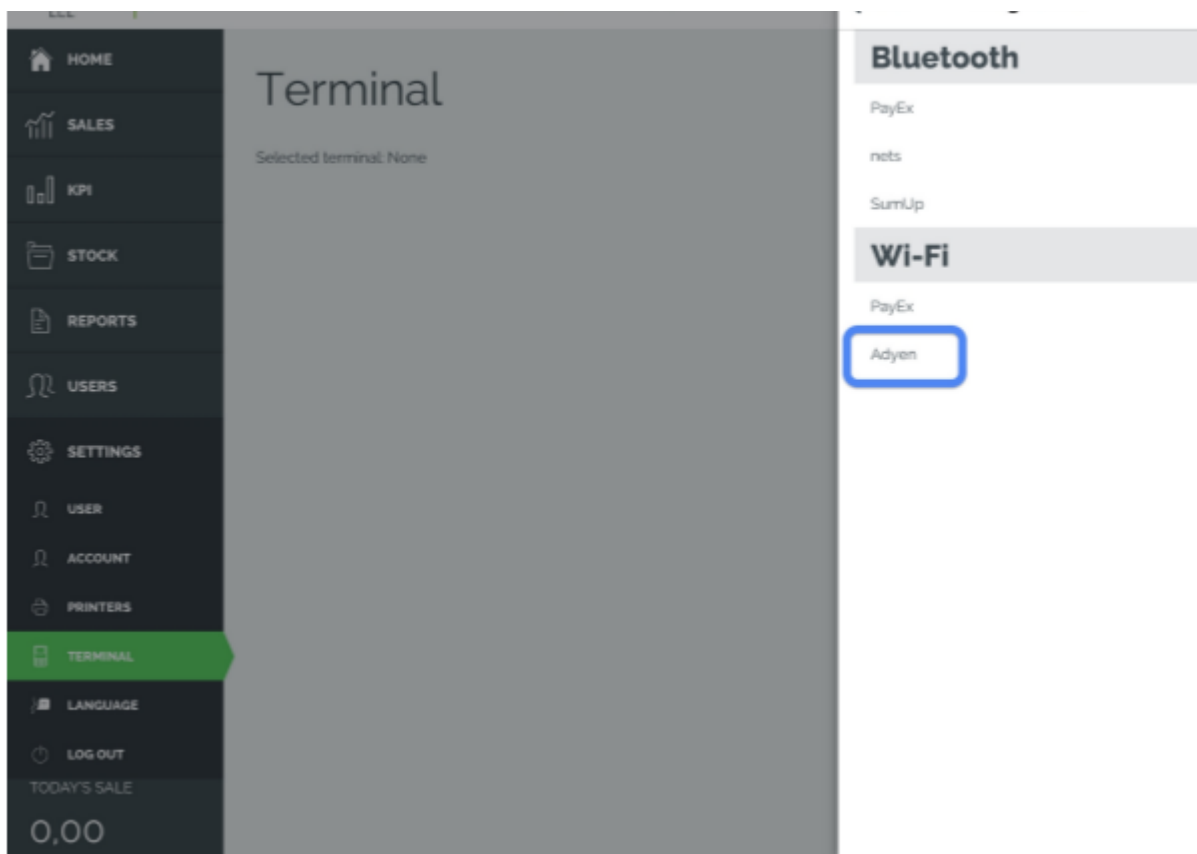 HOME
SALES
KPI
STOCK
REPORTS
USERS
SETTINGS
USER
ACCOUNT
PRINTERS
TERMINAL
LANGUAGE
LOG OUT
TODAY'S SALE
0,00
Terminal
Selected terminal: None
Bluetooth
PayEx
nets
SumUp
Wi-Fi
PayEx
Adyen